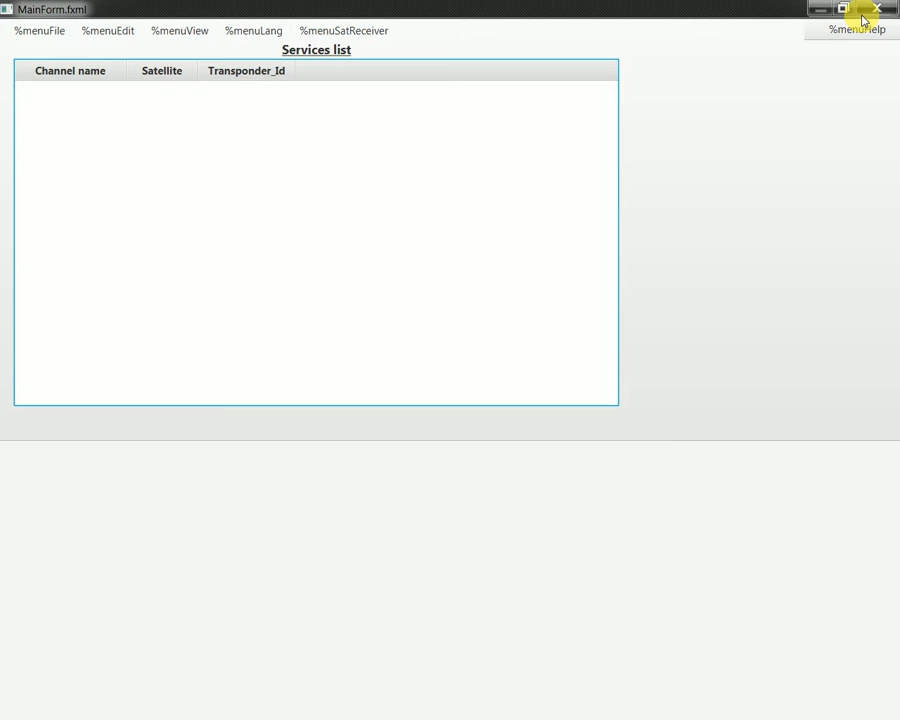 MainForm.fxml
%menuFile %menuEdit %menuView %menuLang %menuSatReceiver %menuHelp
Services list
Channel name Satellite Transponder_Id